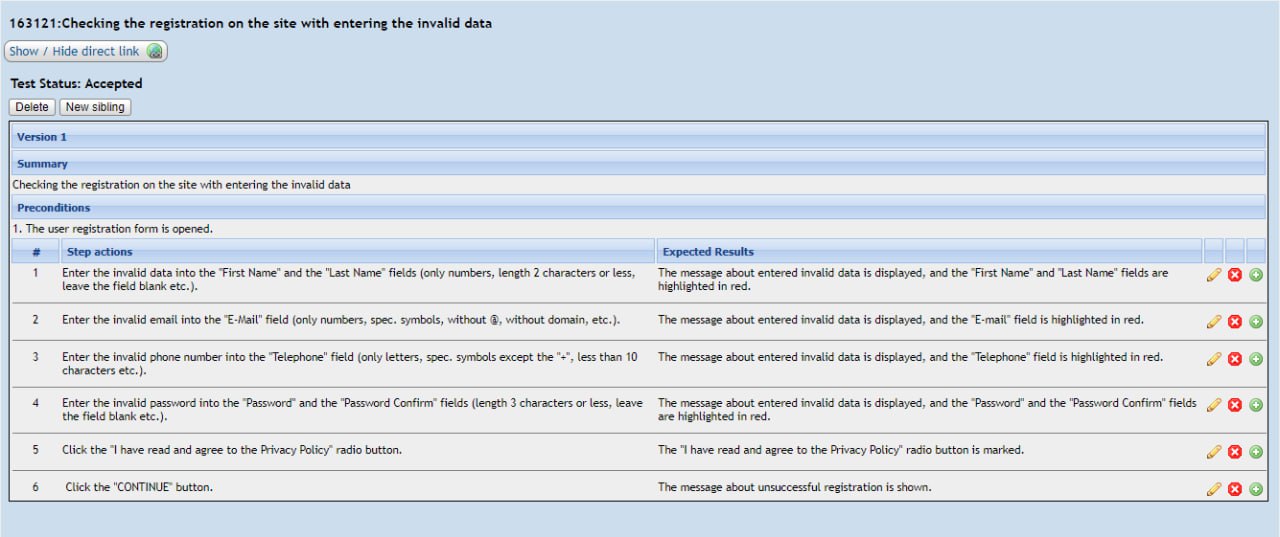 163121:Checking the registration on the site with entering the invalid data
Show / Hide direct link
Test Status: Accepted
Delete New sibling
Version 1
Summary
Checking the registration on the site with entering the invalid data
Preconditions
1. The user registration form is opened.
# Step actions Expected Results
1 Enter the invalid data into the "First Name" and the "Last Name" fields (only numbers, length 2 characters or less, The message about entered invalid data is displayed, and the "First Name" and "Last Name" fields are
leave the field blank etc.). highlighted in red.
2 Enter the invalid email into the "E-Mail" field (only numbers, spec. symbols, without @, without domain, etc.). The message about entered invalid data is displayed, and the "E-mail" field is highlighted in red.
3 Enter the invalid phone number into the "Telephone" field (only letters, spec. symbols except the "+", less than 10 The message about entered invalid data is displayed, and the "Telephone" field is highlighted in red.
characters etc.).
4 Enter the invalid password into the "Password" and the "Password Confirm" fields (length 3 characters or less, leave The message about entered invalid data is displayed, and the "Password" and the "Password Confirm" fields
the field blank etc.). are highlighted in red.
5 Click the "I have read and agree to the Privacy Policy" radio button. The "I have read and agree to the Privacy Policy" radio button is marked.
6 Click the "CONTINUE" button. The message about unsuccessful registration is shown.